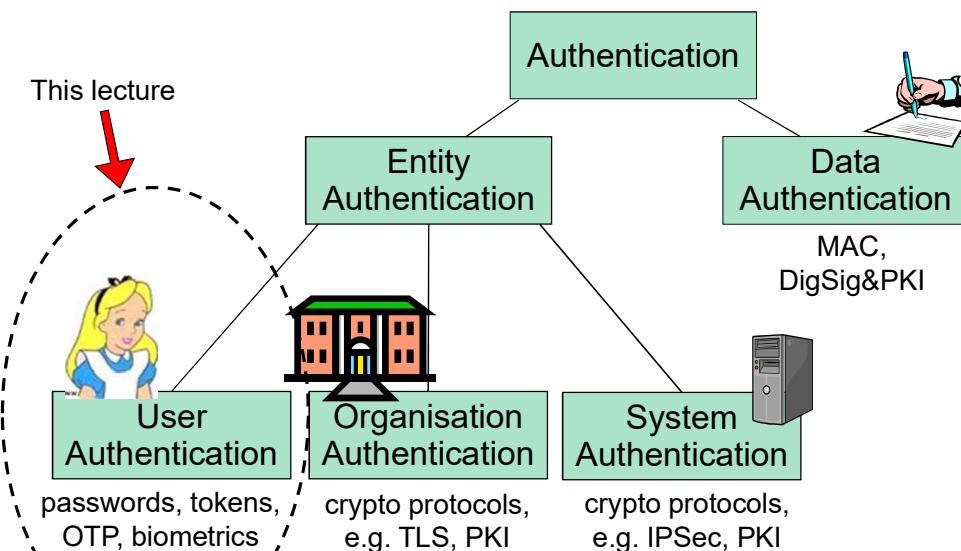 Authentication
This lecture
Entity
Authentication
Data
Authentication
MAC,
DigSig&PKI
User
Authentication
Organisation
Authentication
System
Authentication
passwords, tokens,
OTP, biometrics
crypto protocols,
e.g. TLS, PKI
crypto protocols,
e.g. IPSec, PKI